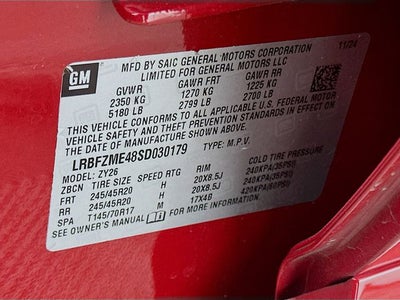 GM
MFD BY SAIC GENERAL MOTORS CORPORATION 11/24
LIMITED FOR GENERAL MOTORS LLC
GVWR GAWR FRT GAWR RR
2350 KG 1270 KG 1225 KG
5180 LB 2799 LB 2700 LB
THIS VEHICLE CONFORMS TO ALL APPLICABLE U.S. FEDERAL
MOTOR VEHICLE SAFETY, BUMPER, AND THEFT
PREVENTION STANDARDS IN EFFECT ON
THE DATE OF MANUFACTURE SHOWN ABOVE.
LRBFZME48SD030179 TYPE: M.P.V.
MODEL: ZY26
ZBCN TIRE SIZE SPEED RTG RIM COLD TIRE PRESSURE
FRT 245/45R20 H 20X8.5J 240KPA(35PSI)
RR 245/45R20 H 20X8.5J 240KPA(35PSI)
SPA T145/70R17 M 17X4B 420KPA(60PSI)
SEE OWNER'S MANUAL FOR MORE INFORMATION.